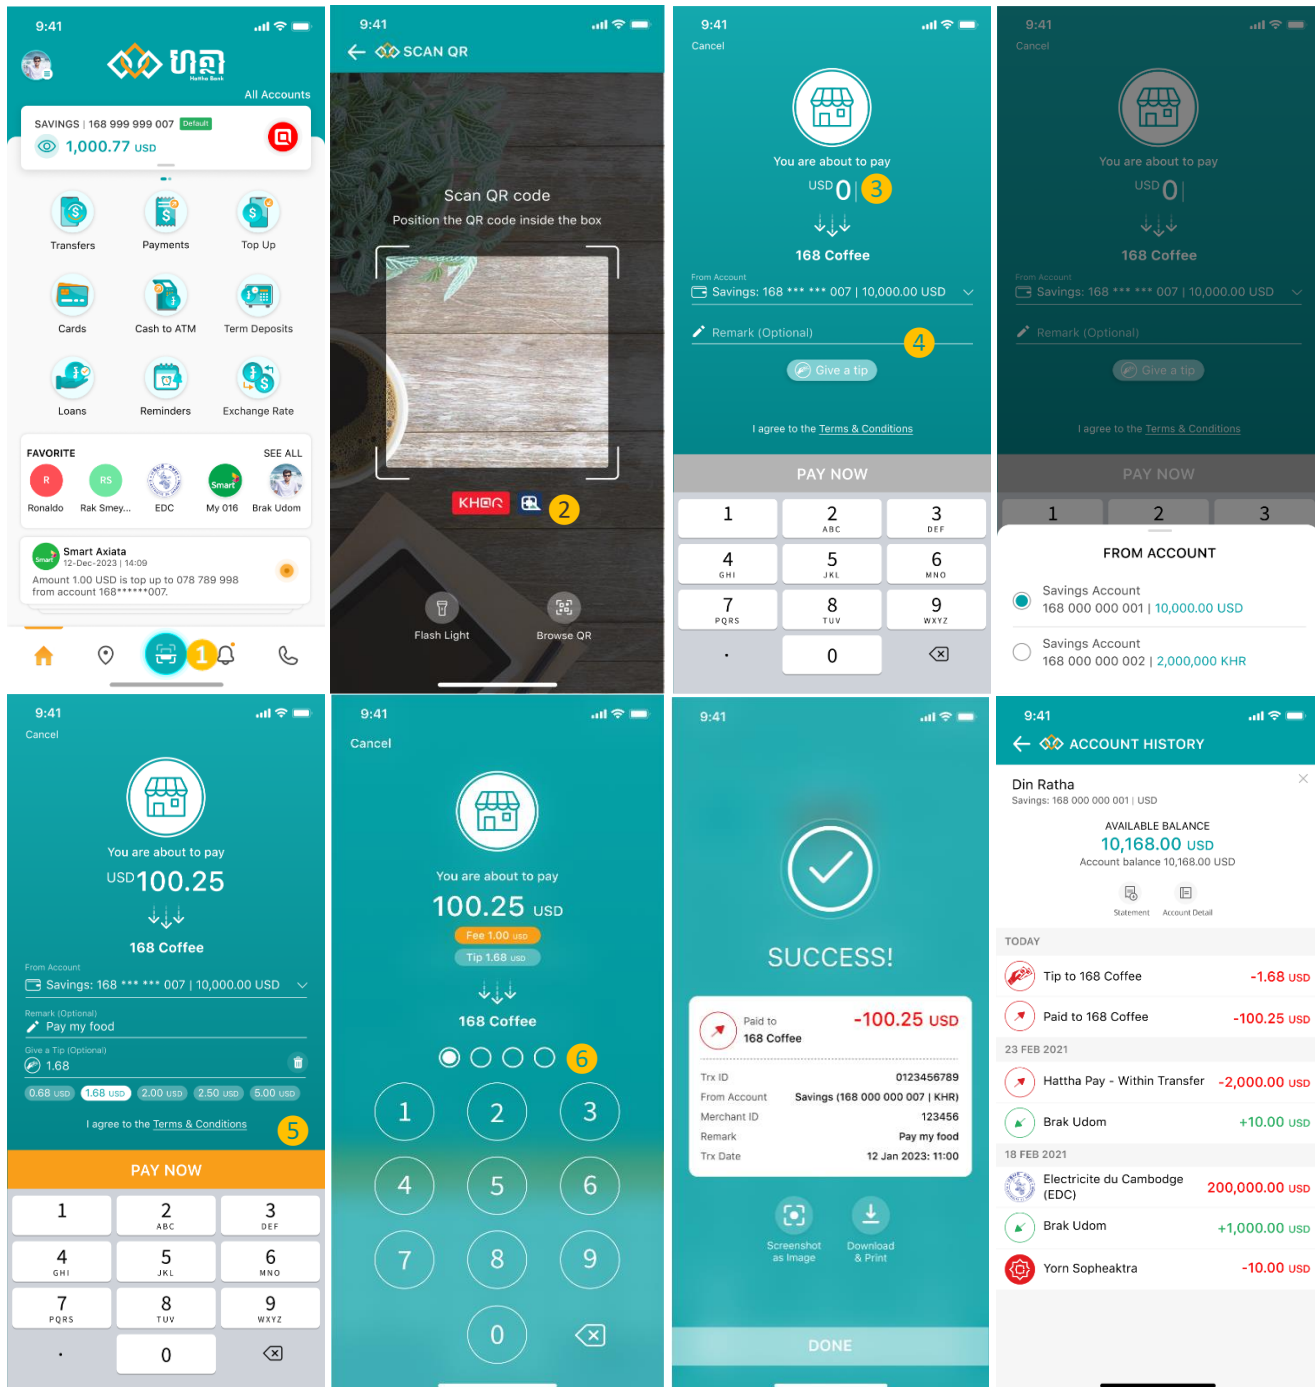 9:41
ហត្ថា
Hattha Bank
All Accounts
SAVINGS | 168 999 999 007 Default
1,000.77 USD
Transfers
Payments
Top Up
Cards
Cash to ATM
Term Deposits
Loans
Reminders
Exchange Rate
FAVORITE
SEE ALL
R
RS
Smart
Ronaldo
Rak Smey...
EDC
My 016
Brak Udom
Smart
Smart Axiata
12-Dec-2023 | 14:09
Amount 1.00 USD is top up to 078 789 998
from account 168******007.
1
9:41
SCAN QR
Scan QR code
Position the QR code inside the box
KHQR
2
Flash Light
Browse QR
9:41
Cancel
You are about to pay
USD 0 3
168 Coffee
From Account
Savings: 168 *** *** 007 | 10,000.00 USD
Remark (Optional)
4
Give a tip
I agree to the Terms & Conditions
PAY NOW
1 2 3
ABC DEF
4 5 6
GHI JKL MNO
7 8 9
PQRS TUV WXYZ
. 0
9:41
Cancel
You are about to pay
USD 0
168 Coffee
From Account
Savings: 168 *** *** 007 | 10,000.00 USD
Remark (Optional)
Give a tip
I agree to the Terms & Conditions
PAY NOW
1 2 3
FROM ACCOUNT
Savings Account
168 000 000 001 | 10,000.00 USD
Savings Account
168 000 000 002 | 2,000,000 KHR
9:41
Cancel
You are about to pay
USD 100.25
168 Coffee
From Account
Savings: 168 *** *** 007 | 10,000.00 USD
Remark (Optional)
Pay my food
Give a Tip (Optional)
1.68
0.68 USD 1.68 USD 2.00 USD 2.50 USD 5.00 USD
I agree to the Terms & Conditions
5
PAY NOW
1 2 3
ABC DEF
4 5 6
GHI JKL MNO
7 8 9
PQRS TUV WXYZ
. 0
9:41
Cancel
You are about to pay
100.25 USD
Fee 1.00 USD
Tip 1.68 USD
168 Coffee
6
1 2 3
4 5 6
7 8 9
0
9:41
SUCCESS!
Paid to
168 Coffee
-100.25 USD
Trx ID 0123456789
From Account Savings (168 000 000 007 | KHR)
Merchant ID 123456
Remark Pay my food
Trx Date 12 Jan 2023: 11:00
Screenshot
as Image
Download
& Print
DONE
9:41
ACCOUNT HISTORY
Din Ratha
Savings: 168 000 000 001 | USD
AVAILABLE BALANCE
10,168.00 USD
Account balance 10,168.00 USD
Statement
Account Detail
TODAY
Tip to 168 Coffee -1.68 USD
Paid to 168 Coffee -100.25 USD
23 FEB 2021
Hattha Pay - Within Transfer -2,000.00 USD
Brak Udom +10.00 USD
18 FEB 2021
Electricite du Cambodge
(EDC)
200,000.00 USD
Brak Udom +1,000.00 USD
Yorn Sopheaktra -10.00 USD